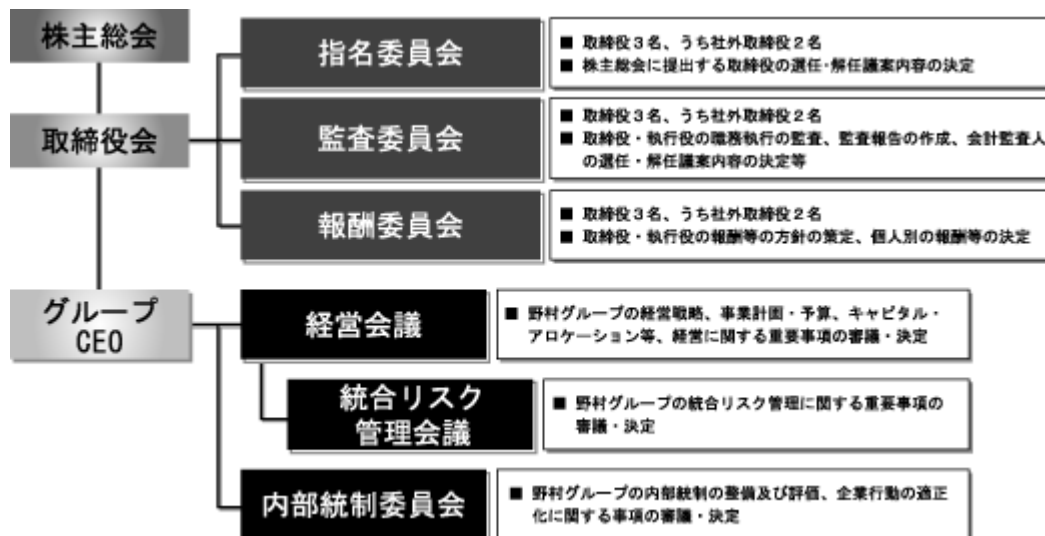 株主総会
指名委員会
■ 取締役3名、うち社外取締役2名
■ 株主総会に提出する取締役の選任・解任議案内容の決定
取締役会
監査委員会
■ 取締役3名、うち社外取締役2名
■ 取締役・執行役の職務執行の監査、監査報告の作成、会計監査人
の選任・解任議案内容の決定等
報酬委員会
■ 取締役3名、うち社外取締役2名
■ 取締役・執行役の報酬等の方針の策定、個人別の報酬等の決定
グループ
CEO
経営会議
■ 野村グループの経営戦略、事業計画・予算、キャピタル・
アロケーション等、経営に関する重要事項の審議・決定
統合リスク
管理会議
■ 野村グループの統合リスク管理に関する重要事項の
審議・決定
内部統制委員会
■ 野村グループの内部統制の整備及び評価、企業行動の適正
化に関する事項の審議・決定